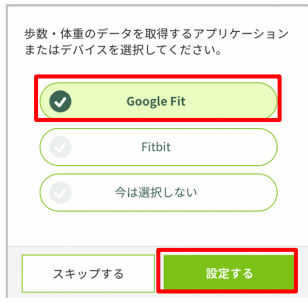 歩数・体重のデータを取得するアプリケーション
またはデバイスを選択してください。
Google Fit
Fitbit
今は選択しない
スキップする
設定する